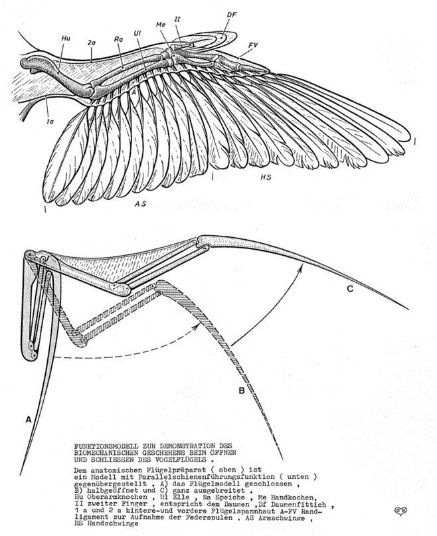 DF
II
Me
Ul
FV
Hu
2a
Ra
A
1a
HS
AS
C
B
A
FUNKTIONSMODELL ZUR DEMONSTRATION DES
BIOMECHANISCHEN GESCHEHENS BEIM ÖFFNEN
UND SCHLIESSEN DES VOGELFLÜGELS .
Dem anatomischen Flügelpräparat ( oben ) ist
ein Modell mit Parallelschienenführungsfunktion ( unten )
gegenübergestellt , A) das Flügelmodell geschlossen ,
B) halbgeöffnet und C) ganz ausgebreitet .
Hu Oberarmknochen, Ul Elle, Ra Speiche , Me Handkochen,
II zweiter Finger , entspricht dem Daumen ,Df Daumenfittich ,
1 a und 2 a hintere-und vordere Flügelspannhaut A-FV Band-
ligament zur Aufnahme der Federspulen . AS Armschwinge ,
HS Handschwinge